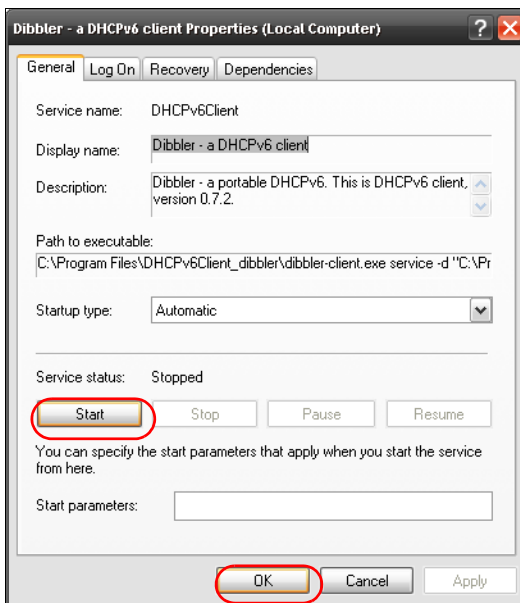 Dibbler - a DHCPv6 client Properties (Local Computer)
General Log On Recovery Dependencies
Service name: DHCPv6Client
Display name: Dibbler - a DHCPv6 client
Description: Dibbler - a portable DHCPv6. This is DHCPv6 client,
version 0.7.2.
Path to executable:
C:\Program Files\DHCPv6Client_dibbler\dibbler-client.exe service -d "C:\Pr
Startup type: Automatic
Service status: Stopped
Start Stop Pause Resume
You can specify the start parameters that apply when you start the service
from here.
Start parameters:
OK Cancel Apply